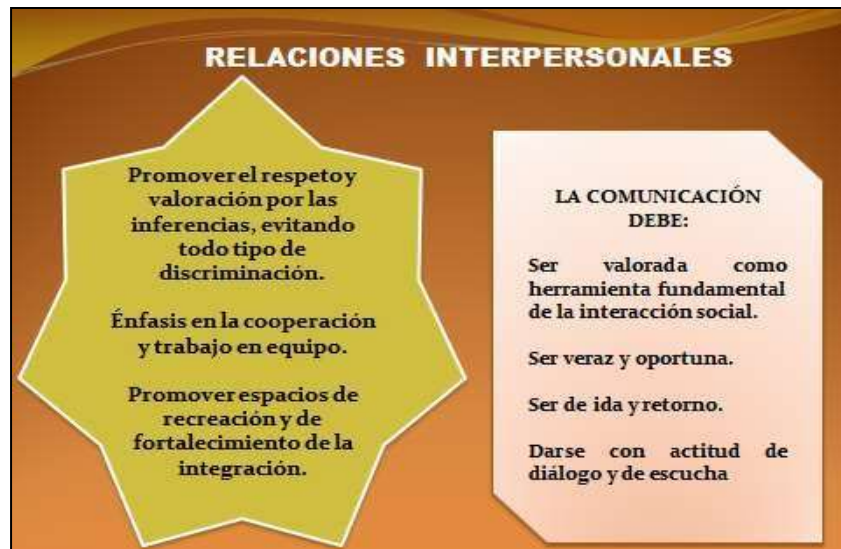 RELACIONES INTERPERSONALES
Promover el respeto y
valoración por las
inferencias, evitando
todo tipo de
discriminación.
Énfasis en la cooperación
y trabajo en equipo.
Promover espacios de
recreación y de
fortalecimiento de la
integración.
LA COMUNICACIÓN
DEBE:
Ser valorada como
herramienta fundamental
de la interacción social.
Ser veraz y oportuna.
Ser de ida y retorno.
Darse con actitud de
diálogo y de escucha